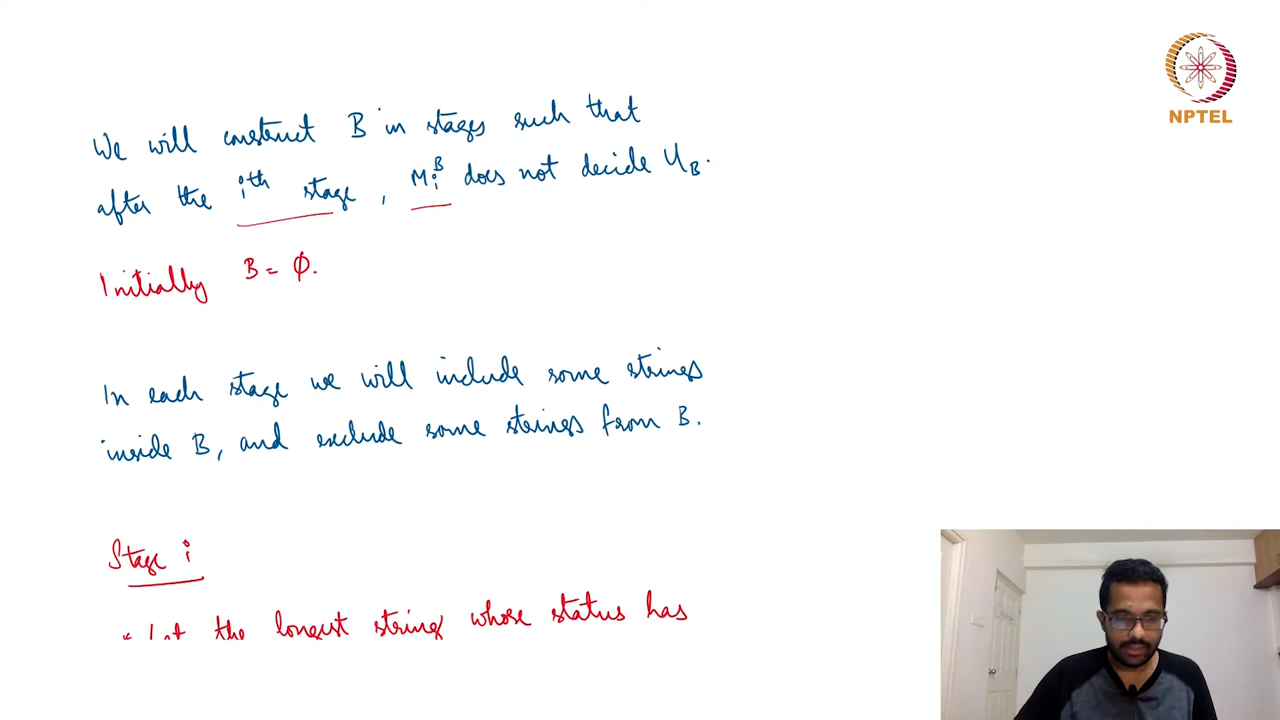 NPTEL
We will construct B in stages such that
after the ith stage, MiB does not decide UB.
Initially B = ϕ.
In each stage we will include some strings
inside B, and exclude some strings from B.
Stage i
* Let the longest string whose status has